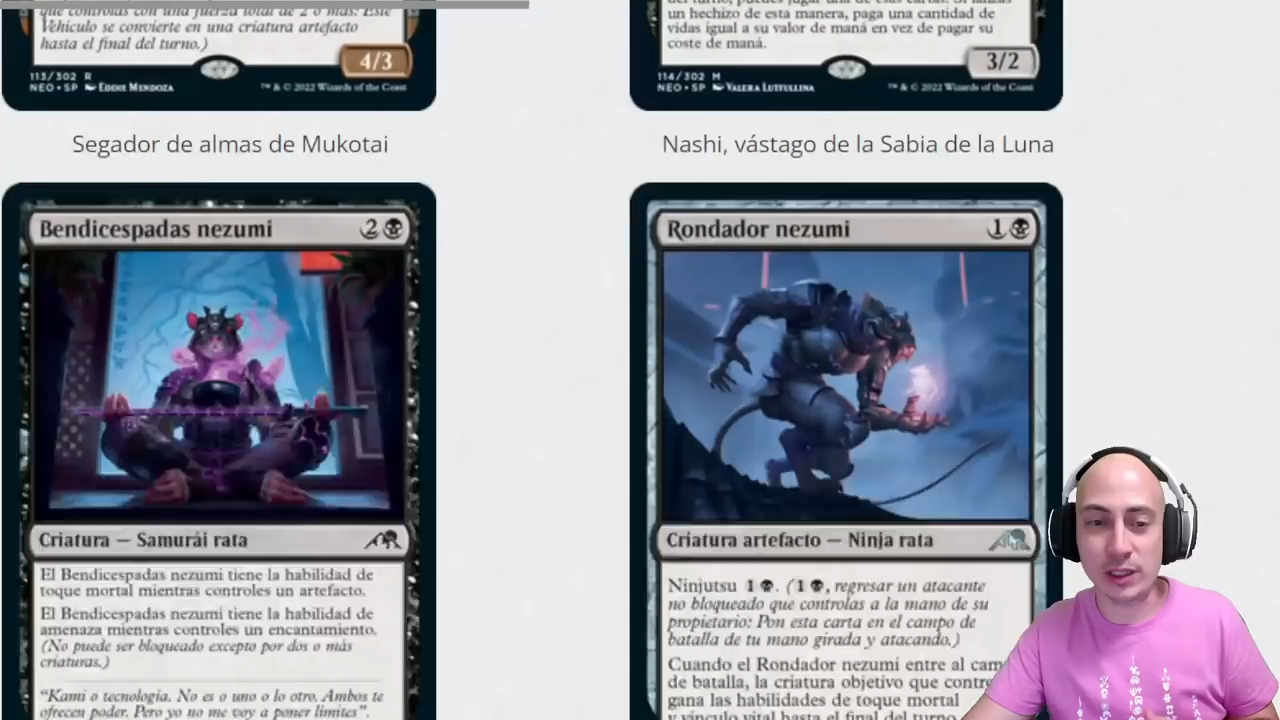 que controlas con una fuerza total de 2 o más: Este
Vehículo se convierte en una criatura artefacto
hasta el final del turno.)
4/3
113/302 R
NEO • SP EDDIE MENDOZA
™ & © 2022 Wizards of the Coast
un hechizo de esta manera, paga una cantidad de
vidas igual a su valor de maná en vez de pagar su
coste de maná.
3/2
114/302 M
NEO • SP VALERA LUTFULLINA
™ & © 2022 Wizards of the Coast
Segador de almas de Mukotai
Nashi, vástago de la Sabia de la Luna
Bendicespadas nezumi 2
Criatura — Samurái rata
El Bendicespadas nezumi tiene la habilidad de
toque mortal mientras controles un artefacto.
El Bendicespadas nezumi tiene la habilidad de
amenaza mientras controles un encantamiento.
(No puede ser bloqueado excepto por dos o más
criaturas.)
“Kami o tecnología. No es o uno o lo otro. Ambos te
ofrecen poder. Pero yo no me voy a poner límites”.
Rondador nezumi 1
Criatura artefacto — Ninja rata
Ninjutsu 1. (1, regresar un atacante
no bloqueado que controlas a la mano de su
propietario: Pon esta carta en el campo de
batalla de tu mano girada y atacando.)
Cuando el Rondador nezumi entre al cam
de batalla, la criatura objetivo que contro
gana las habilidades de toque mortal
y vínculo vital hasta el final del turno